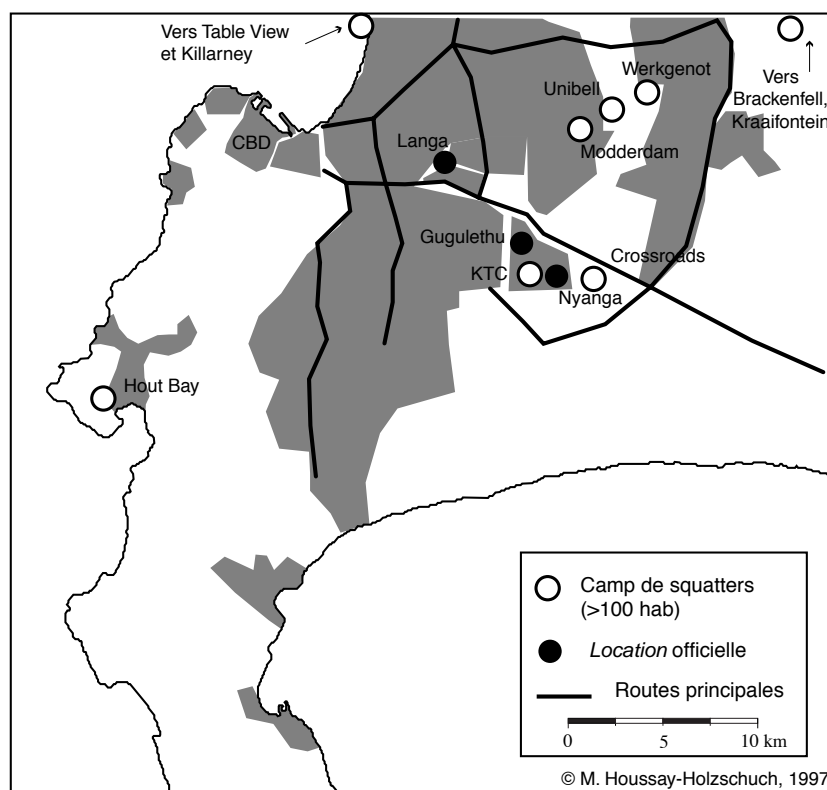 Vers Table View
et Killarney
Werkgenot
Unibell
Vers
Brackenfell,
Kraaifontein
CBD
Langa
Modderdam
Gugulethu
Crossroads
KTC
Nyanga
Hout Bay
Camp de squatters
(>100 hab)
Location officielle
Routes principales
0 5 10 km
© M. Houssay-Holzschuch, 1997